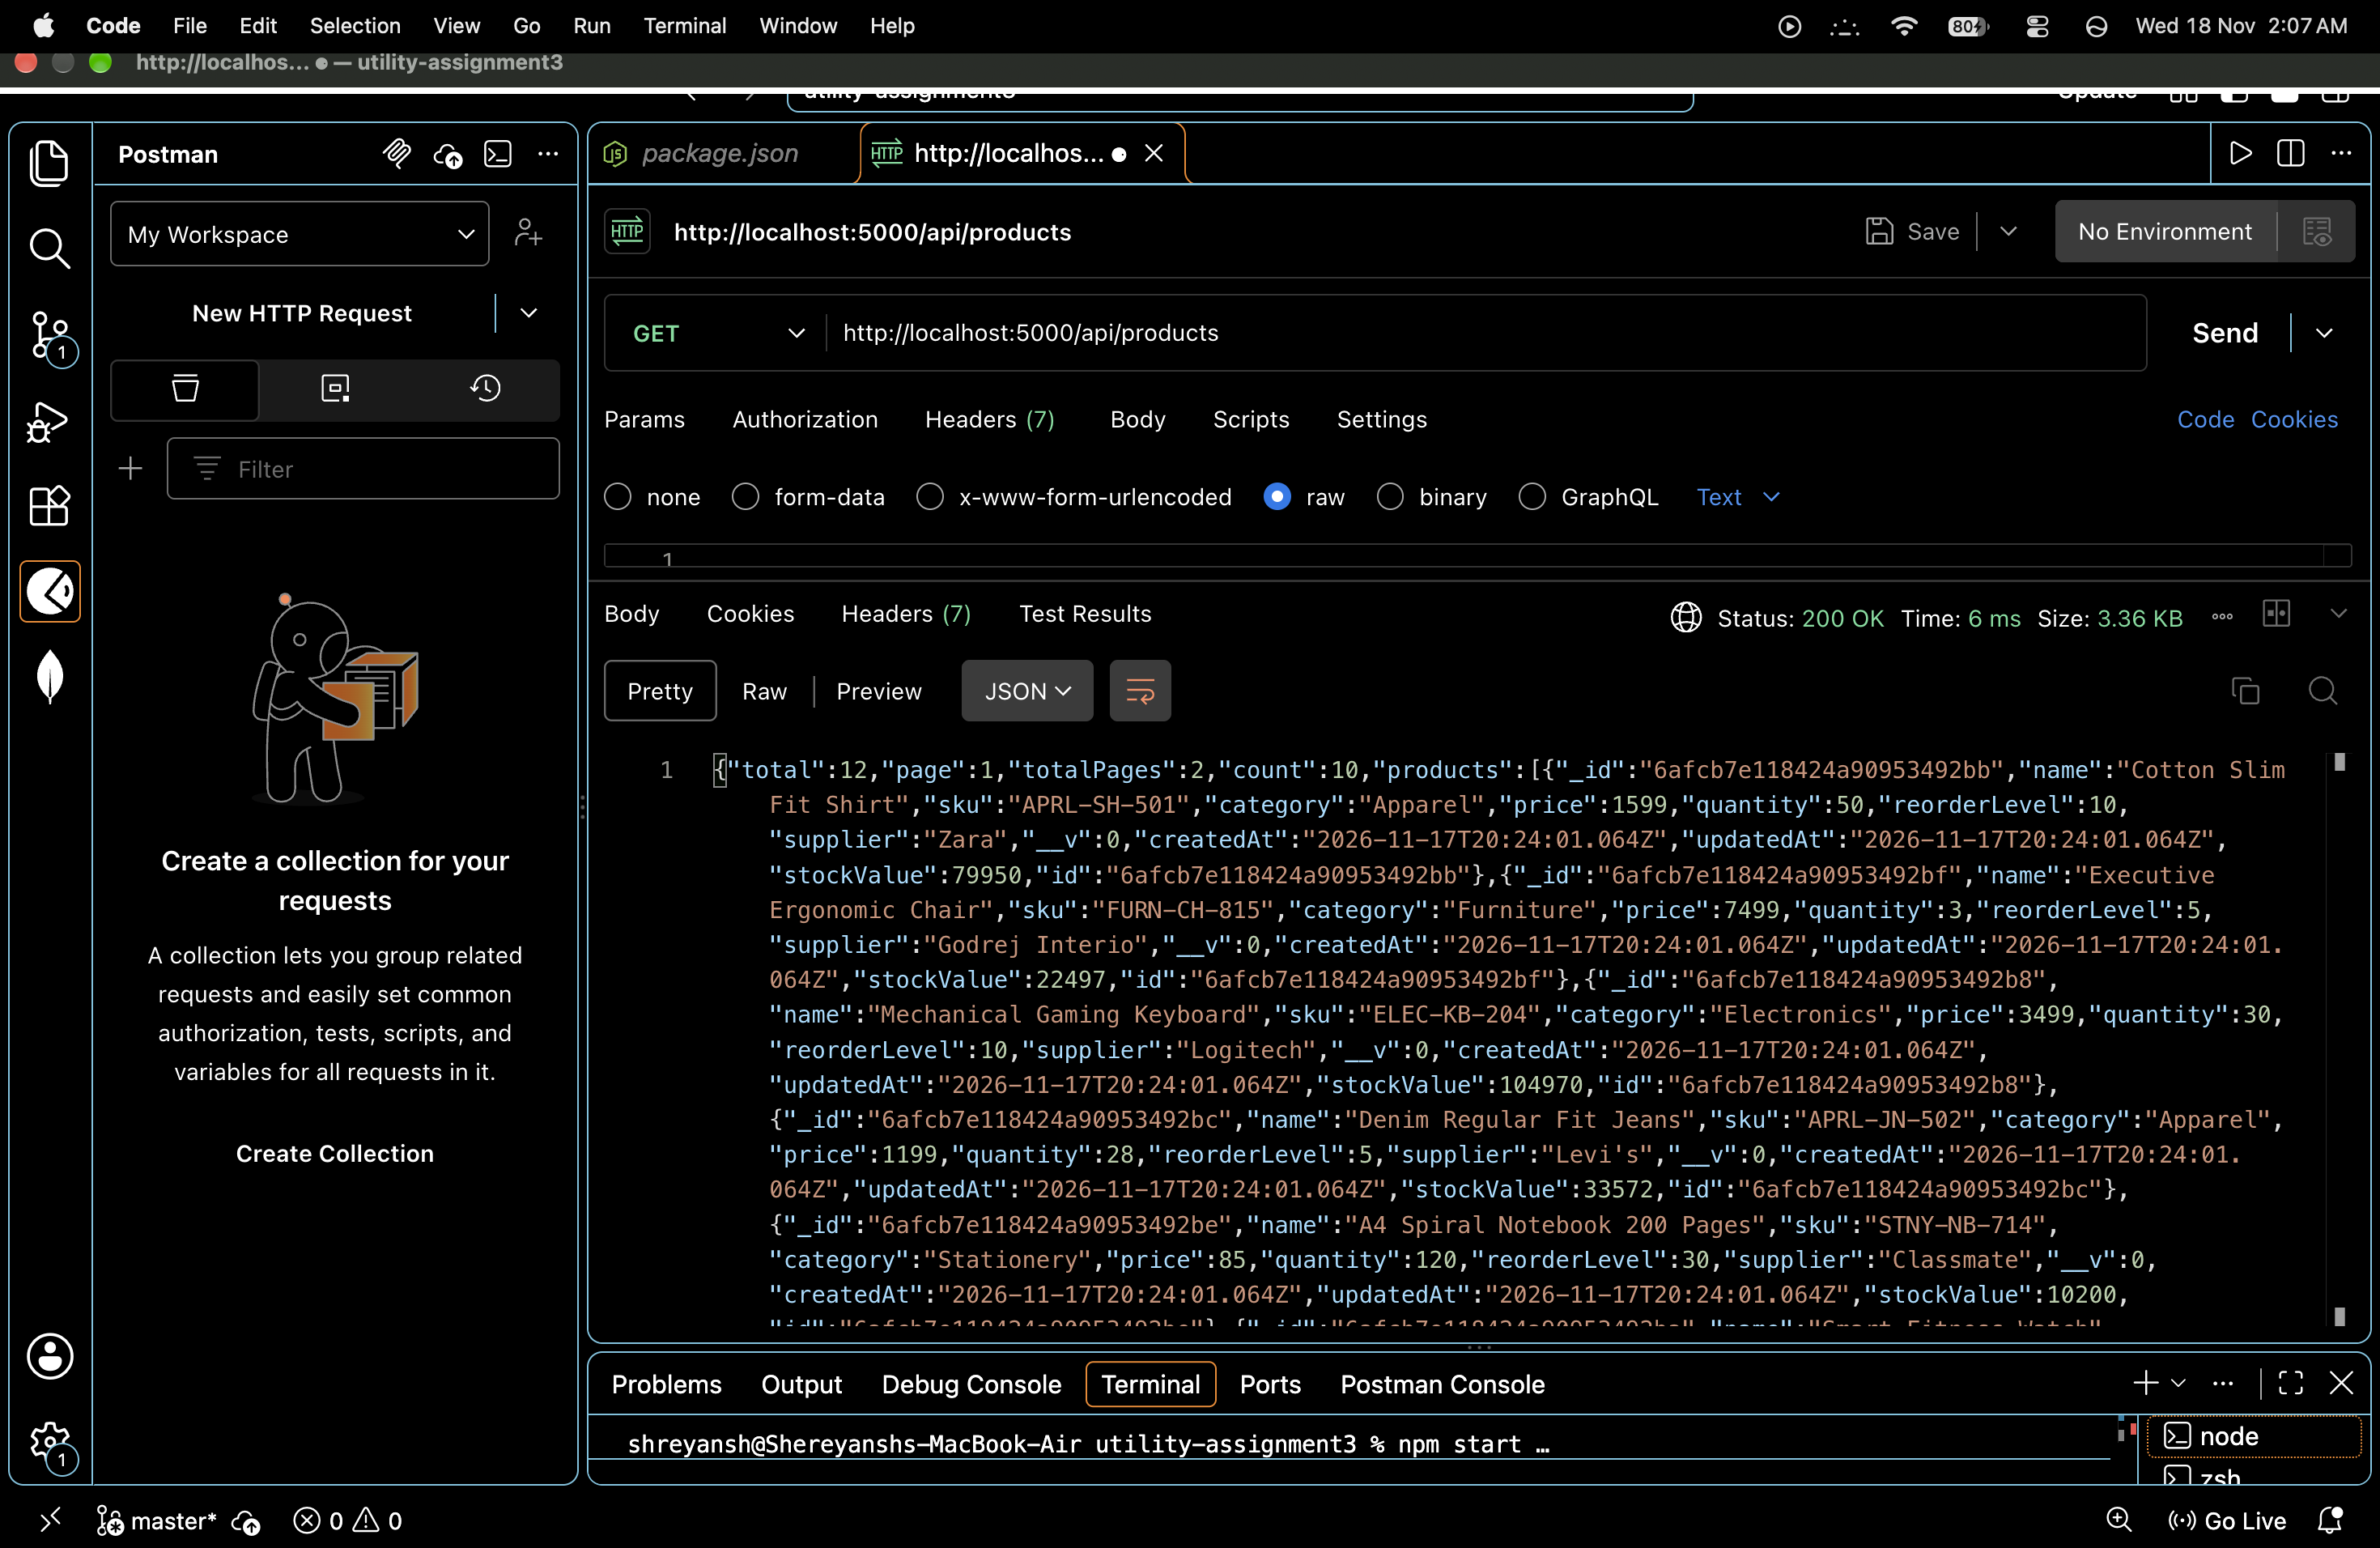 Code File Edit Selection View Go Run Terminal Window Help 80 Wed 18 Nov 2:07 AM
http://localhos... ● — utility-assignment3
Postman
My Workspace
New HTTP Request
Filter
Create a collection for your
requests
A collection lets you group related
requests and easily set common
authorization, tests, scripts, and
variables for all requests in it.
Create Collection
1
1
package.json http://localhos... ●
HTTP http://localhost:5000/api/products Save No Environment
GET http://localhost:5000/api/products Send
Params Authorization Headers (7) Body Scripts Settings Code Cookies
none form-data x-www-form-urlencoded raw binary GraphQL Text
1
Body Cookies Headers (7) Test Results Status: 200 OK Time: 6 ms Size: 3.36 KB
Pretty Raw Preview JSON
1 {"total":12,"page":1,"totalPages":2,"count":10,"products":[{"_id":"6afcb7e118424a90953492bb","name":"Cotton Slim
Fit Shirt","sku":"APRL-SH-501","category":"Apparel","price":1599,"quantity":50,"reorderLevel":10,
"supplier":"Zara","__v":0,"createdAt":"2026-11-17T20:24:01.064Z","updatedAt":"2026-11-17T20:24:01.064Z",
"stockValue":79950,"id":"6afcb7e118424a90953492bb"},{"_id":"6afcb7e118424a90953492bf","name":"Executive
Ergonomic Chair","sku":"FURN-CH-815","category":"Furniture","price":7499,"quantity":3,"reorderLevel":5,
"supplier":"Godrej Interio","__v":0,"createdAt":"2026-11-17T20:24:01.064Z","updatedAt":"2026-11-17T20:24:01.
064Z","stockValue":22497,"id":"6afcb7e118424a90953492bf"},{"_id":"6afcb7e118424a90953492b8",
"name":"Mechanical Gaming Keyboard","sku":"ELEC-KB-204","category":"Electronics","price":3499,"quantity":30,
"reorderLevel":10,"supplier":"Logitech","__v":0,"createdAt":"2026-11-17T20:24:01.064Z",
"updatedAt":"2026-11-17T20:24:01.064Z","stockValue":104970,"id":"6afcb7e118424a90953492b8"},
{"_id":"6afcb7e118424a90953492bc","name":"Denim Regular Fit Jeans","sku":"APRL-JN-502","category":"Apparel",
"price":1199,"quantity":28,"reorderLevel":5,"supplier":"Levi's","__v":0,"createdAt":"2026-11-17T20:24:01.
064Z","updatedAt":"2026-11-17T20:24:01.064Z","stockValue":33572,"id":"6afcb7e118424a90953492bc"},
{"_id":"6afcb7e118424a90953492be","name":"A4 Spiral Notebook 200 Pages","sku":"STNY-NB-714",
"category":"Stationery","price":85,"quantity":120,"reorderLevel":30,"supplier":"Classmate","__v":0,
"createdAt":"2026-11-17T20:24:01.064Z","updatedAt":"2026-11-17T20:24:01.064Z","stockValue":10200,
Problems Output Debug Console Terminal Ports Postman Console
shreyansh@Shereyanshs-MacBook-Air utility-assignment3 % npm start …
node
zsh
master* 0 0 Go Live